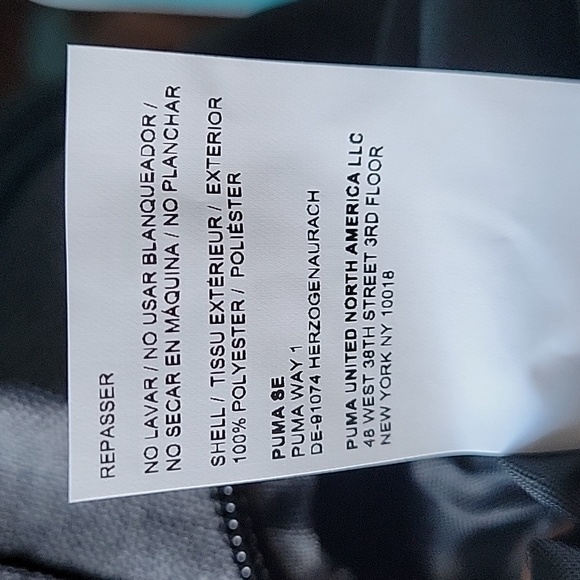 REPASSER
NO LAVAR / NO USAR BLANQUEADOR /
NO SECAR EN MÁQUINA / NO PLANCHAR
SHELL / TISSU EXTÉRIEUR / EXTERIOR
100% POLYESTER / POLIÉSTER
PUMA SE
PUMA WAY 1
DE-91074 HERZOGENAURACH
PUMA UNITED NORTH AMERICA LLC
48 WEST 38TH STREET 3RD FLOOR
NEW YORK NY 10018